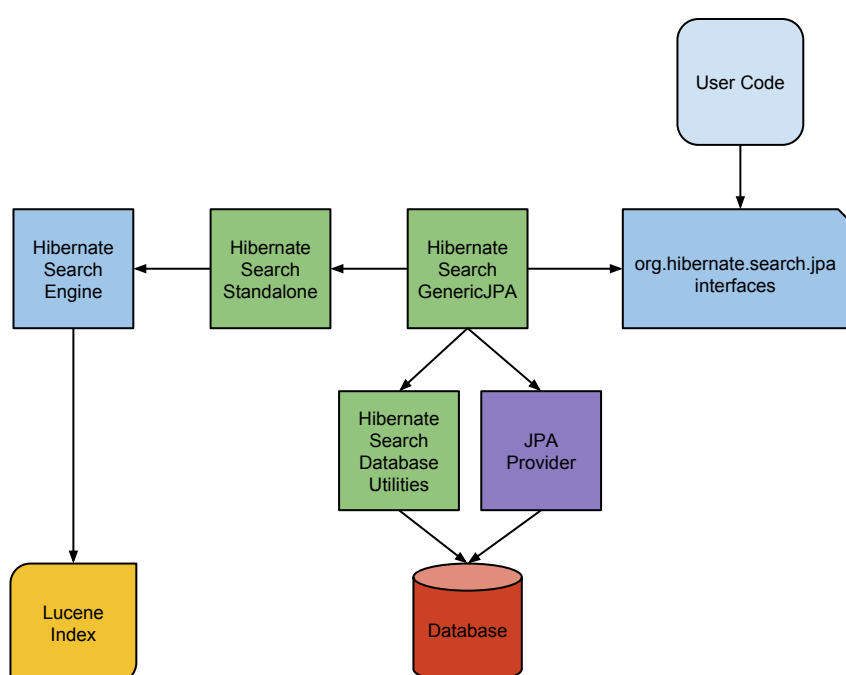 User Code
Hibernate
Search
Engine
Hibernate
Search
Standalone
Hibernate
Search
GenericJPA
org.hibernate.search.jpa
interfaces
Hibernate
Search
Database
Utilities
JPA
Provider
Lucene
Index
Database